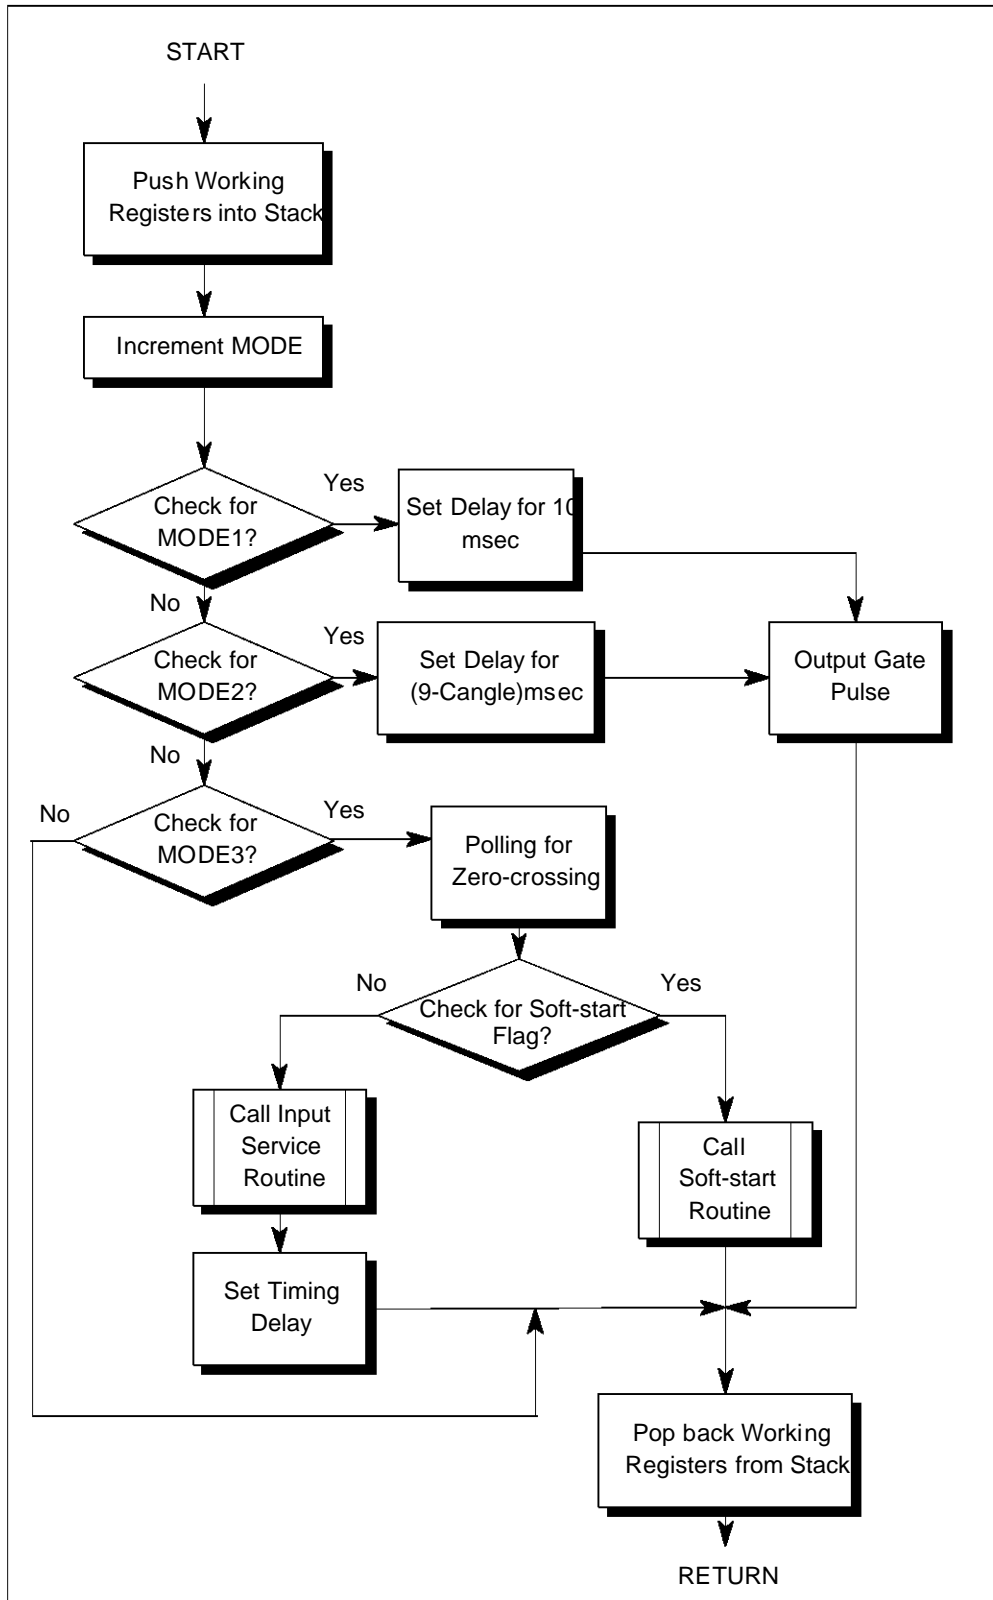 START
Push Working
Registers into Stack
Increment MODE
Check for
MODE1?
Yes
Set Delay for 10
msec
No
Check for
MODE2?
Yes
Set Delay for
(9-Cangle)msec
Output Gate
Pulse
No
No
Check for
MODE3?
Yes
Polling for
Zero-crossing
No
Check for Soft-start
Flag?
Yes
Call Input
Service
Routine
Call
Soft-start
Routine
Set Timing
Delay
Pop back Working
Registers from Stack
RETURN